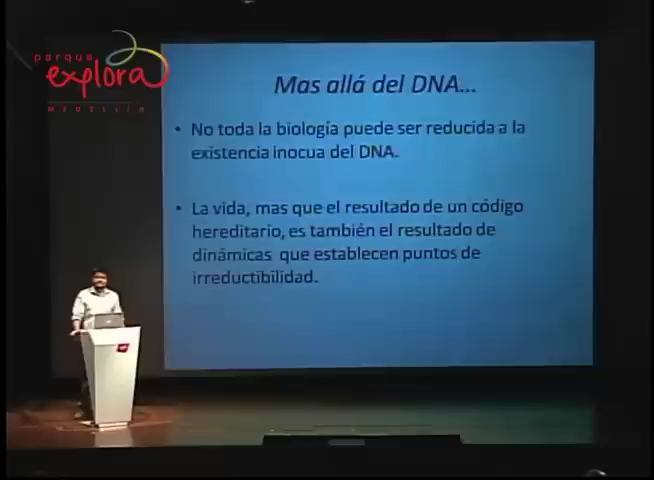 parque
explora
MEDELLÍN
Mas allá del DNA...
• No toda la biología puede ser reducida a la
existencia inocua del DNA.
• La vida, mas que el resultado de un código
hereditario, es también el resultado de
dinámicas que establecen puntos de
irreductibilidad.